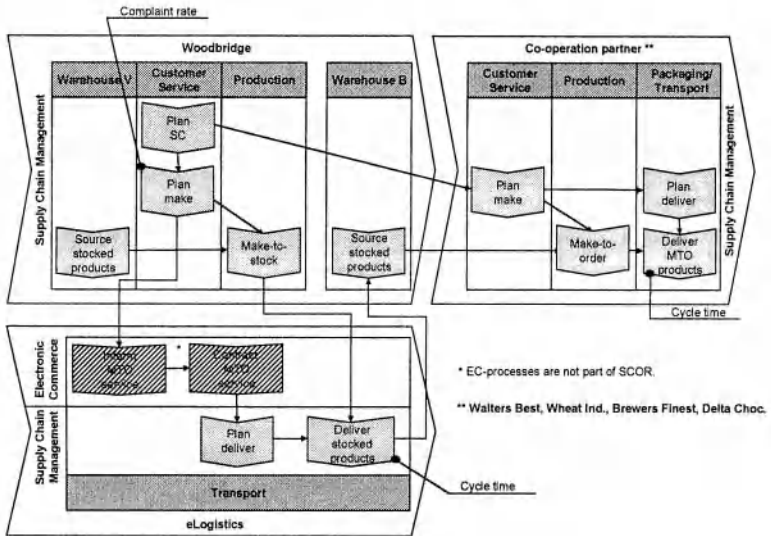 Complaint rate
Woodbridge
Co-operation partner **
Warehouse V
Customer
Service
Production
Warehouse B
Customer
Service
Production
Packaging/
Transport
Supply Chain Management
Plan
SC
Plan
make
Source
stocked
products
Make-to-
stock
Source
stocked
products
Plan
make
Plan
deliver
Make-to-
order
Deliver
MTO
products
Supply Chain Management
Cycle time
Electronic
Commerce
MTO
service
*
Contract
MTO
service
Supply Chain
Management
Plan
deliver
Deliver
stocked
products
Transport
eLogistics
Cycle time
* EC-processes are not part of SCOR.
** Walters Best, Wheat Ind., Brewers Finest, Delta Choc.